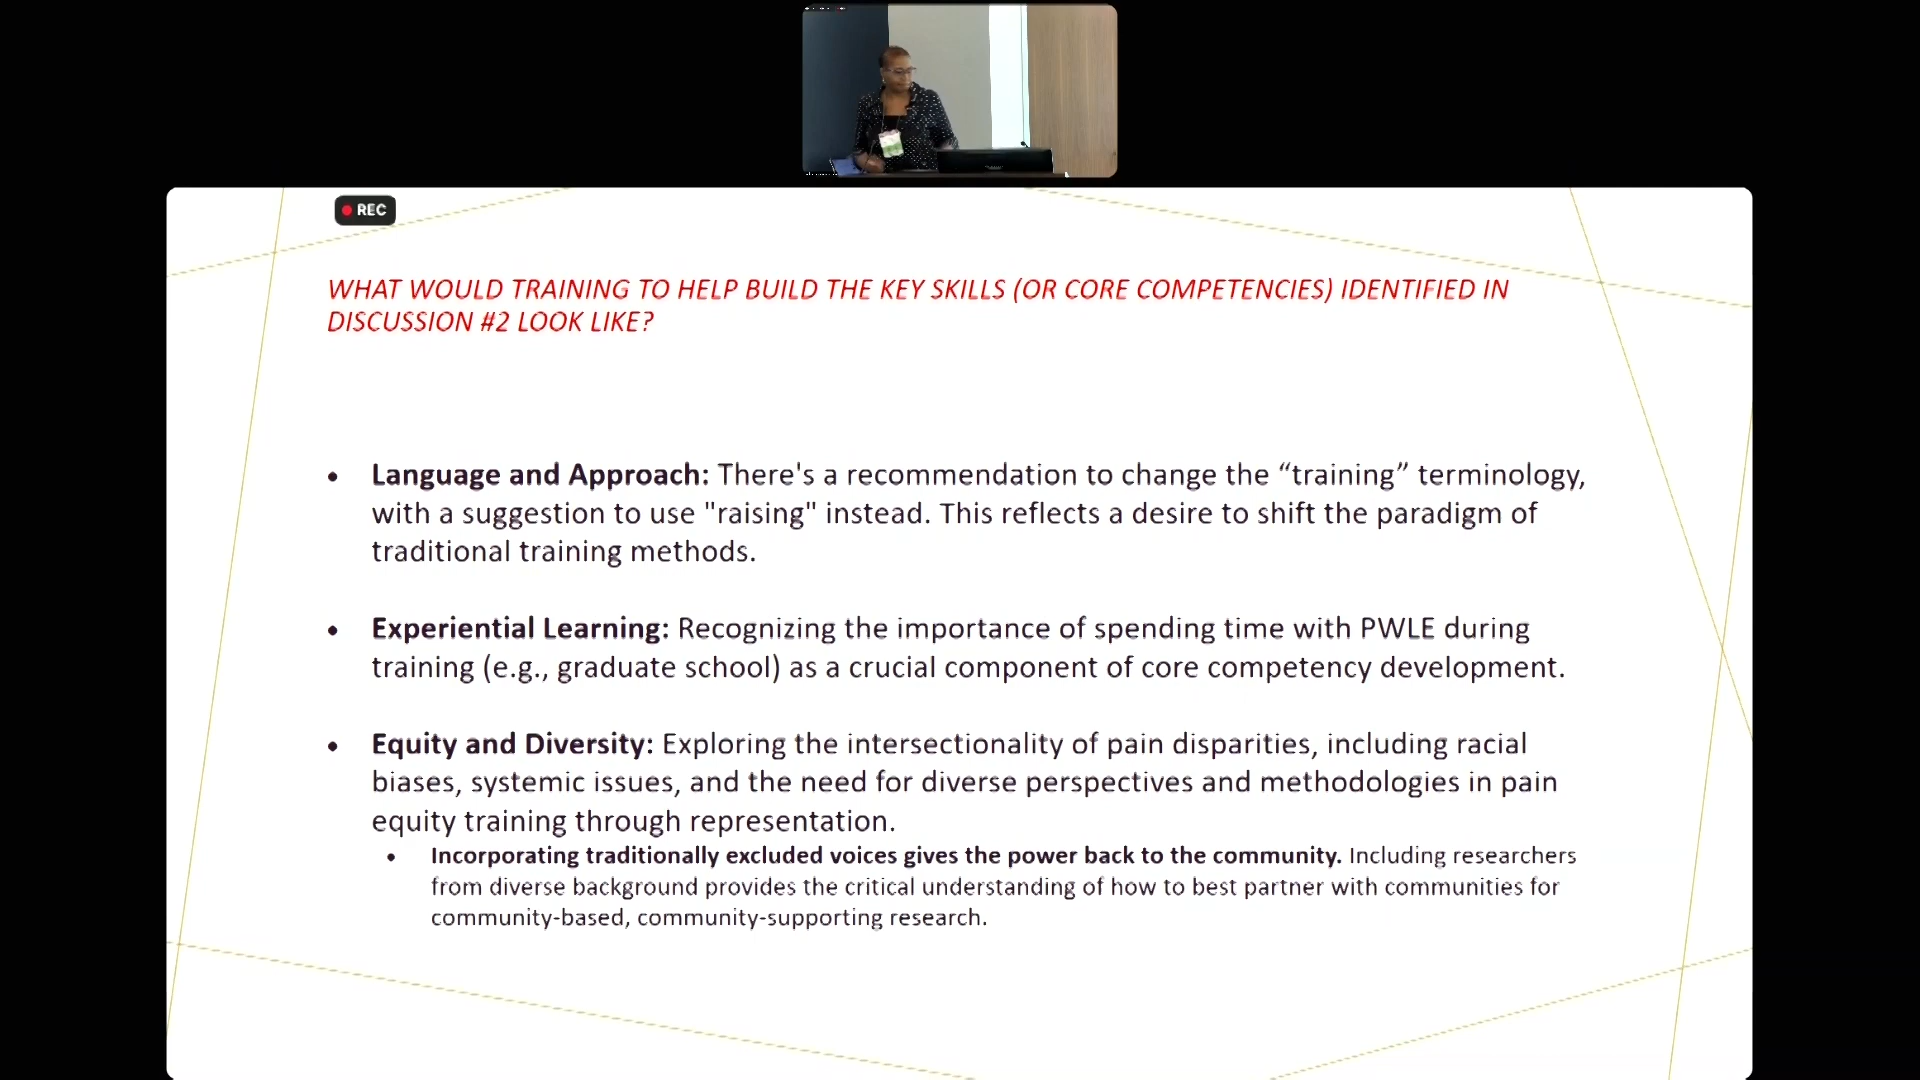 REC
WHAT WOULD TRAINING TO HELP BUILD THE KEY SKILLS (OR CORE COMPETENCIES) IDENTIFIED IN
DISCUSSION #2 LOOK LIKE?
• Language and Approach: There's a recommendation to change the “training” terminology,
with a suggestion to use "raising" instead. This reflects a desire to shift the paradigm of
traditional training methods.
• Experiential Learning: Recognizing the importance of spending time with PWLE during
training (e.g., graduate school) as a crucial component of core competency development.
• Equity and Diversity: Exploring the intersectionality of pain disparities, including racial
biases, systemic issues, and the need for diverse perspectives and methodologies in pain
equity training through representation.
• Incorporating traditionally excluded voices gives the power back to the community. Including researchers
from diverse background provides the critical understanding of how to best partner with communities for
community-based, community-supporting research.